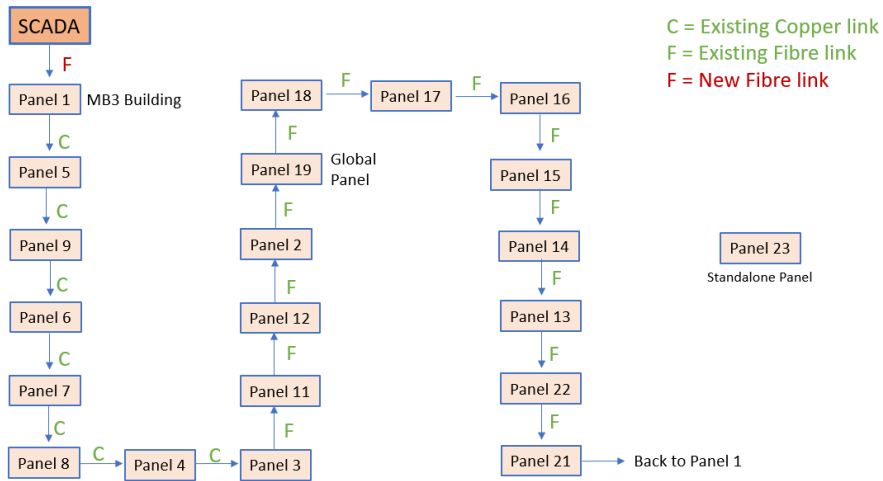 SCADA
F
Panel 1
MB3 Building
C
Panel 5
C
Panel 9
C
Panel 6
C
Panel 7
C
Panel 8
C
Panel 4
C
Panel 3
F
Panel 11
F
Panel 12
F
Panel 2
F
Panel 19
Global
Panel
F
Panel 18
F
Panel 17
F
Panel 16
F
Panel 15
F
Panel 14
F
Panel 13
F
Panel 22
F
Panel 21
Back to Panel 1
C = Existing Copper link
F = Existing Fibre link
F = New Fibre link
Panel 23
Standalone Panel